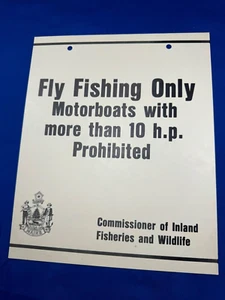 Fly Fishing Only
Motorboats with
more than 10 h.p.
Prohibited
Commissioner of Inland
Fisheries and Wildlife